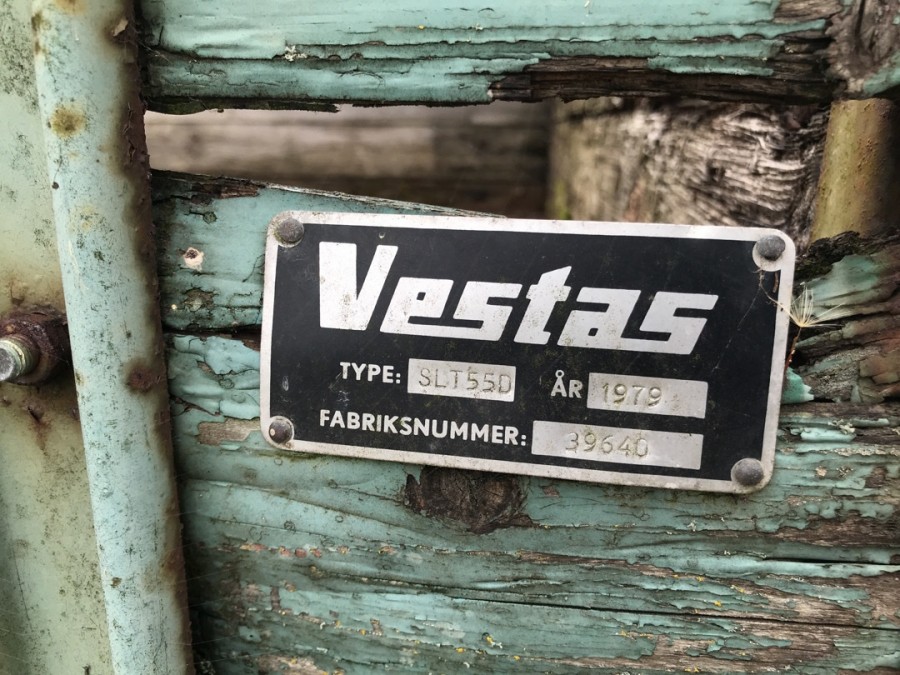 Vestas
TYPE: SLT55D ÅR 1979
FABRIKSNUMMER: 39640